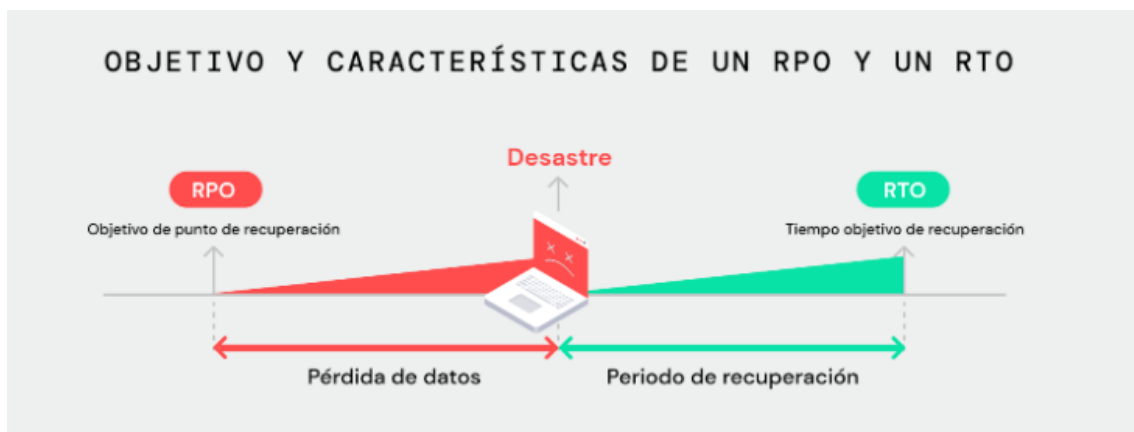 OBJETIVO Y CARACTERÍSTICAS DE UN RPO Y UN RTO
Desastre
RPO
RTO
Objetivo de punto de recuperación
Tiempo objetivo de recuperación
Pérdida de datos
Periodo de recuperación